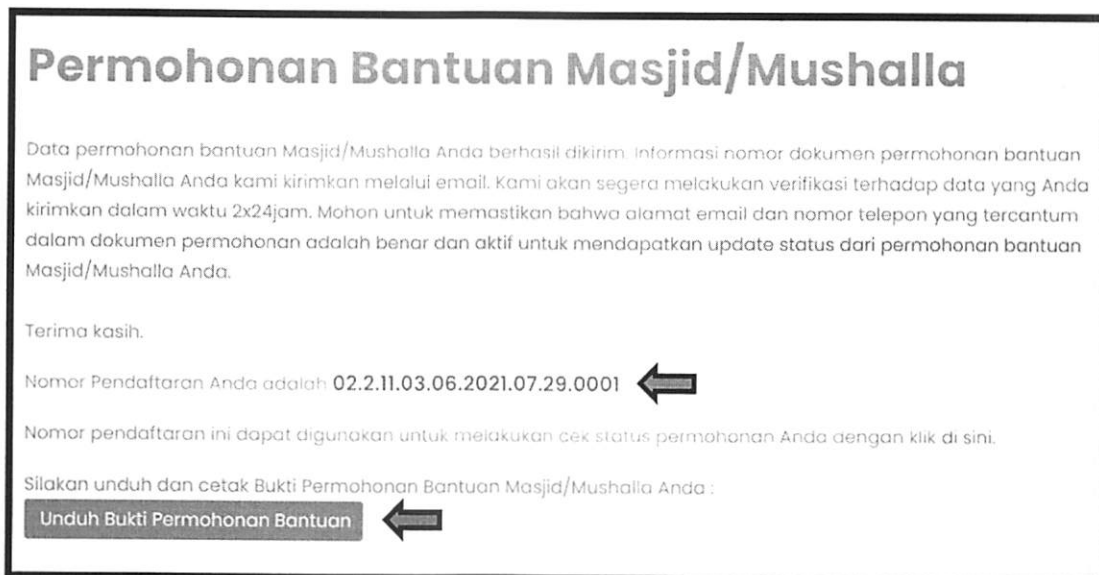 Permohonan Bantuan Masjid/Mushalla
Data permohonan bantuan Masjid/Mushalla Anda berhasil dikirim. Informasi nomor dokumen permohonan bantuan
Masjid/Mushalla Anda kami kirimkan melalui email. Kami akan segera melakukan verifikasi terhadap data yang Anda
kirimkan dalam waktu 2x24jam. Mohon untuk memastikan bahwa alamat email dan nomor telepon yang tercantum
dalam dokumen permohonan adalah benar dan aktif untuk mendapatkan update status dari permohonan bantuan
Masjid/Mushalla Anda.
Terima kasih.
Nomor Pendaftaran Anda adalah 02.2.11.03.06.2021.07.29.0001
Nomor pendaftaran ini dapat digunakan untuk melakukan cek status permohonan Anda dengan klik di sini.
Silakan unduh dan cetak Bukti Permohonan Bantuan Masjid/Mushalla Anda :
Unduh Bukti Permohonan Bantuan